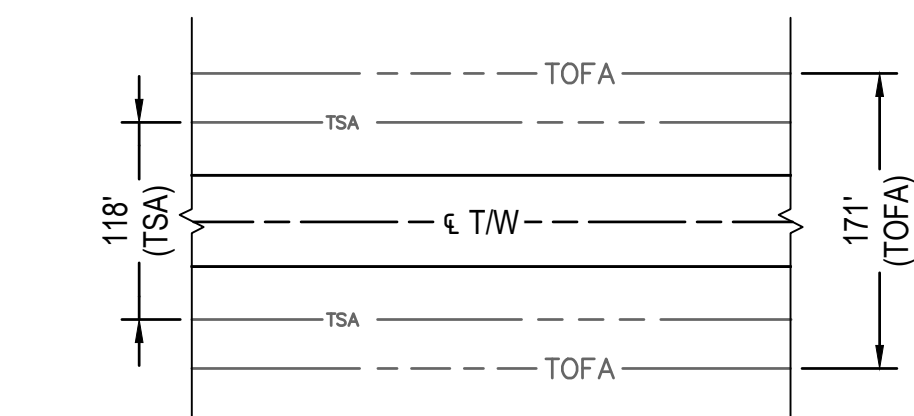 TOFA
TSA
118'
(TSA)
℄ T/W
171'
(TOFA)
TSA
TOFA